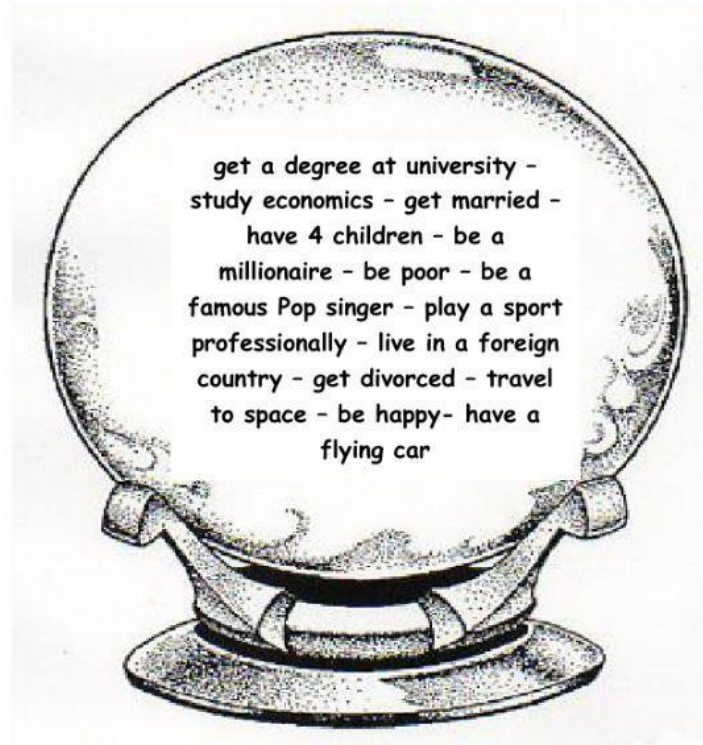 get a degree at university –
study economics – get married –
have 4 children – be a
millionaire – be poor – be a
famous Pop singer – play a sport
professionally – live in a foreign
country – get divorced – travel
to space – be happy- have a
flying car